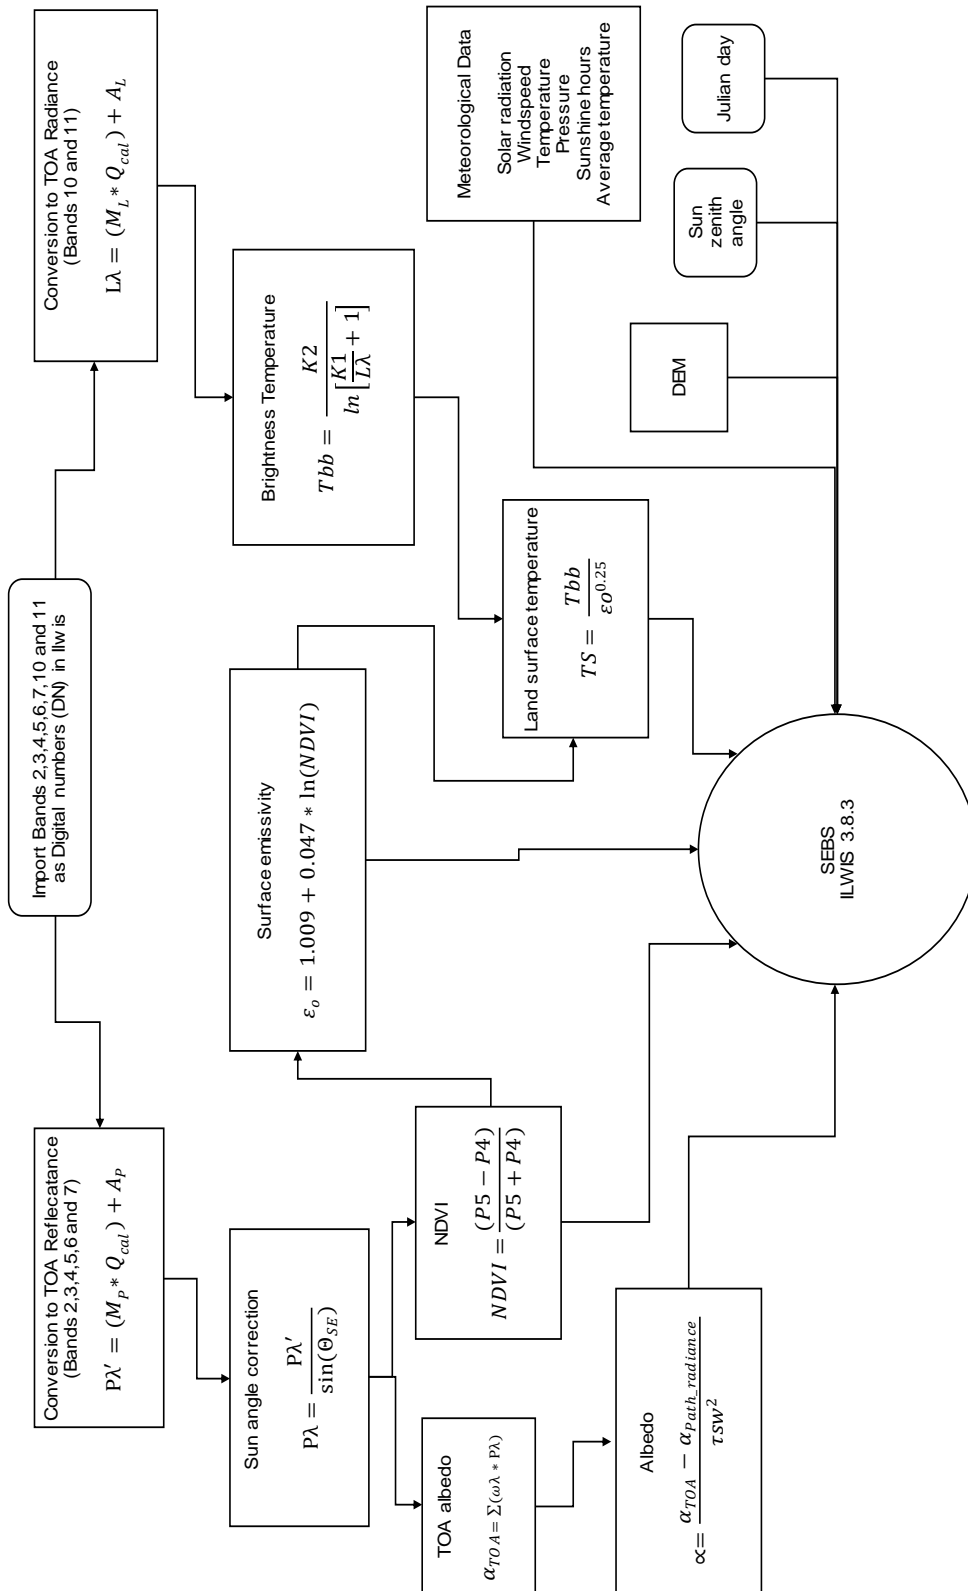 Import Bands 2,3,4,5,6,7,10 and 11
as Digital numbers (DN) in Ilwis
Conversion to TOA Reflecatance
(Bands 2,3,4,5,6 and 7)
Pλ′ = (M_P * Q_cal) + A_P
Conversion to TOA Radiance
(Bands 10 and 11)
Lλ = (M_L * Q_cal) + A_L
Sun angle correction
Pλ = Pλ′ / sin(Θ_SE)
Surface emissivity
ε_o = 1.009 + 0.047 * ln(NDVI)
Brightness Temperature
Tbb = K2 / ln[K1/Lλ + 1]
TOA albedo
α_TOA = Σ(ωλ * Pλ)
NDVI
NDVI = (P5 − P4) / (P5 + P4)
Land surface temperature
TS = Tbb / εo^0.25
Meteorological Data
Solar radiation
Windspeed
Temperature
Pressure
Sunshine hours
Average temperature
Albedo
∝= α_TOA − α_Path_radiance / τsw^2
SEBS
ILWIS 3.8.3
DEM
Sun
zenith
angle
Julian day